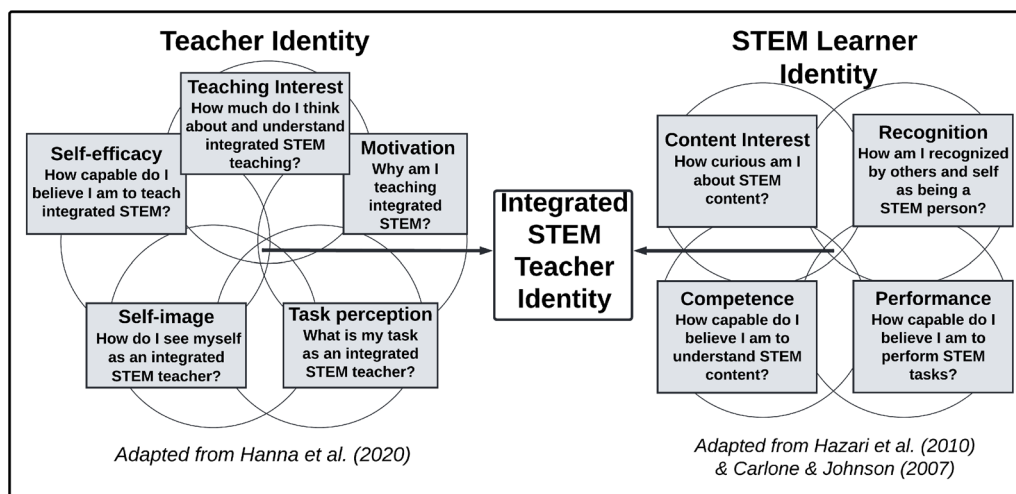 Teacher Identity
Teaching Interest
How much do I think
about and understand
integrated STEM
teaching?
Self-efficacy
How capable do I
believe I am to teach
integrated STEM?
Motivation
Why am I
teaching
integrated
STEM?
Self-image
How do I see myself
as an integrated
STEM teacher?
Task perception
What is my task
as an integrated
STEM teacher?
Adapted from Hanna et al. (2020)
Integrated
STEM
Teacher
Identity
STEM Learner
Identity
Content Interest
How curious am I
about STEM
content?
Recognition
How am I recognized
by others and self
as being a
STEM person?
Competence
How capable do I
believe I am to
understand STEM
content?
Performance
How capable do I
believe I am to
perform STEM
tasks?
Adapted from Hazari et al. (2010)
& Carlone & Johnson (2007)